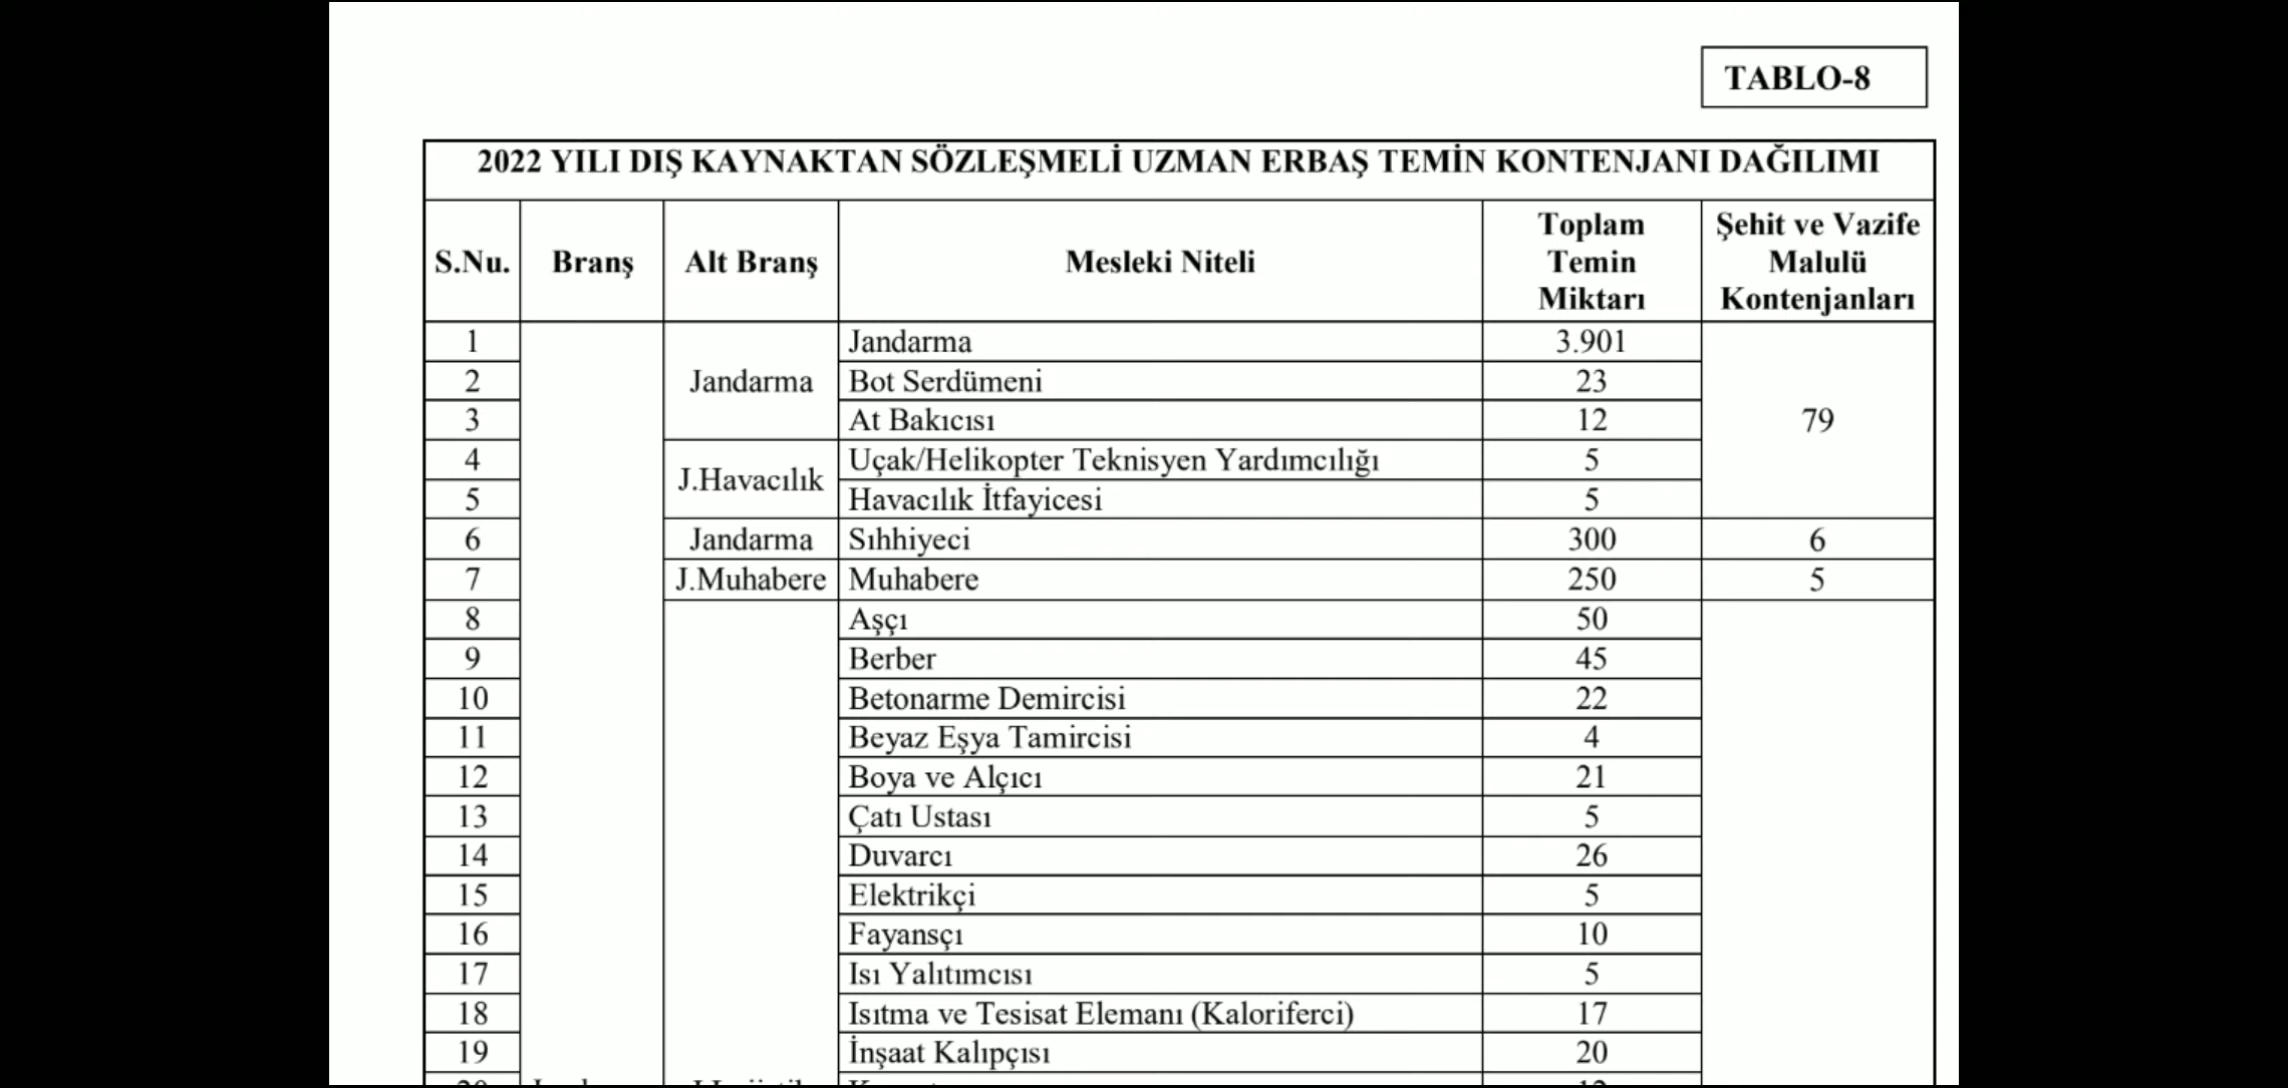 TABLO-8
2022 YILI DIŞ KAYNAKTAN SÖZLEŞMELİ UZMAN ERBAŞ TEMİN KONTENJANI DAĞILIMI
S.Nu. Branş Alt Branş Mesleki Niteli Toplam Temin Miktarı Şehit ve Vazife Malulü Kontenjanları
1 Jandarma Jandarma 3.901 79
2 Bot Serdümeni 23
3 At Bakıcısı 12
4 J.Havacılık Uçak/Helikopter Teknisyen Yardımcılığı 5
5 Havacılık İtfayicesi 5
6 Jandarma Sıhhiyeci 300 6
7 J.Muhabere Muhabere 250 5
8 Aşçı 50
9 Berber 45
10 Betonarme Demircisi 22
11 Beyaz Eşya Tamircisi 4
12 Boya ve Alçıcı 21
13 Çatı Ustası 5
14 Duvarcı 26
15 Elektrikçi 5
16 Fayansçı 10
17 Isı Yalıtımcısı 5
18 Isıtma ve Tesisat Elemanı (Kaloriferci) 17
19 İnşaat Kalıpçısı 20